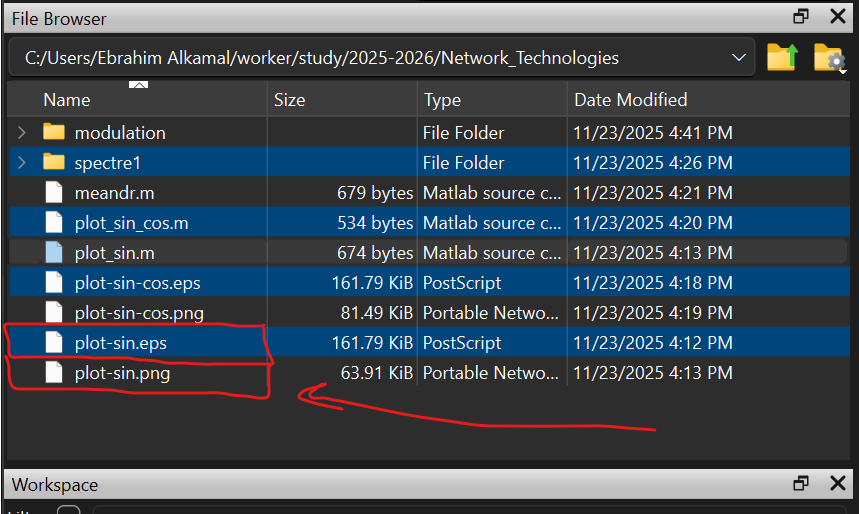 File Browser
C:/Users/Ebrahim Alkamal/worker/study/2025-2026/Network_Technologies
Name Size Type Date Modified
modulation File Folder 11/23/2025 4:41 PM
spectre1 File Folder 11/23/2025 4:26 PM
meandr.m 679 bytes Matlab source c... 11/23/2025 4:21 PM
plot_sin_cos.m 534 bytes Matlab source c... 11/23/2025 4:20 PM
plot_sin.m 674 bytes Matlab source c... 11/23/2025 4:13 PM
plot-sin-cos.eps 161.79 KiB PostScript 11/23/2025 4:18 PM
plot-sin-cos.png 81.49 KiB Portable Netwo... 11/23/2025 4:19 PM
plot-sin.eps 161.79 KiB PostScript 11/23/2025 4:12 PM
plot-sin.png 63.91 KiB Portable Netwo... 11/23/2025 4:13 PM
Workspace